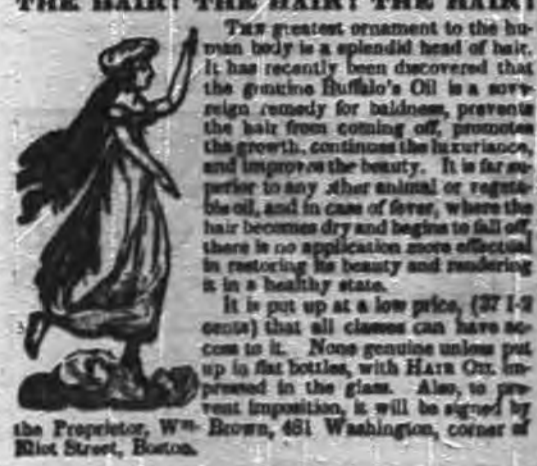 THE HAIR! THE HAIR! THE HAIR!
THE greatest ornament to the hu-
man body is a splendid head of hair.
It has recently been discovered that
the genuine Buffalo's Oil is a sove-
reign remedy for baldness, prevents
the hair from coming off, promotes
the growth, continues the luxuriance,
and improves the beauty. It is far su-
perior to any other animal or vegeta-
ble oil, and in case of fever, where the
hair becomes dry and begins to fall off,
there is no application more effectual
in restoring its beauty and rendering
it in a healthy state.
It is put up at a low price, (37 1-2
cents) that all classes can have ac-
cess to it. None genuine unless put
up in flat bottles, with HAIR OIL im-
pressed in the glass. Also, to pre-
vent imposition, it will be signed by
the Proprietor, Wm. Brown, 481 Washington, corner of
Eliot Street, Boston.